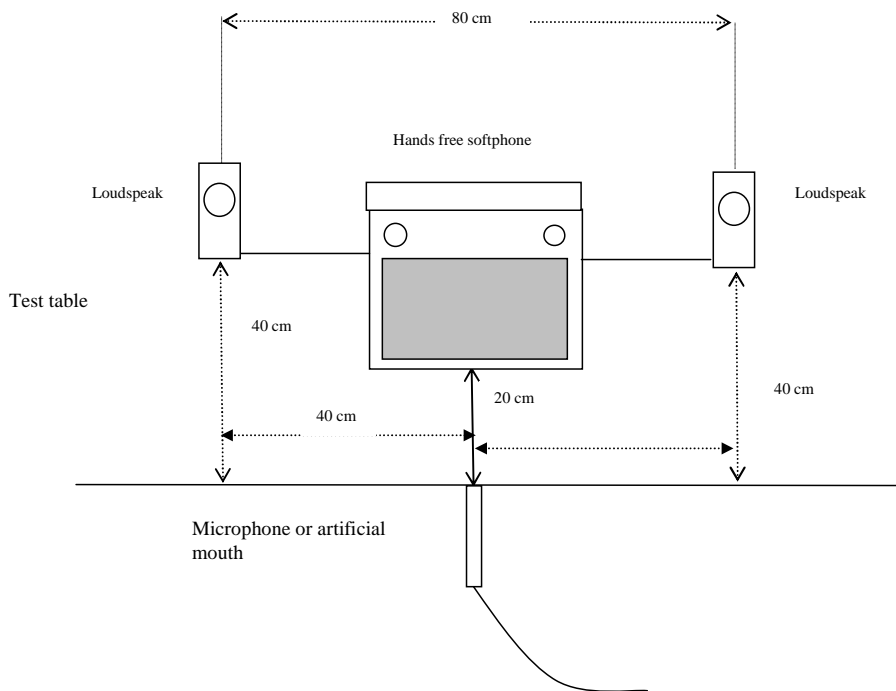 80 cm
Hands free softphone
Loudspeak
Loudspeak
Test table
40 cm
40 cm
20 cm
40 cm
Microphone or artificial
mouth